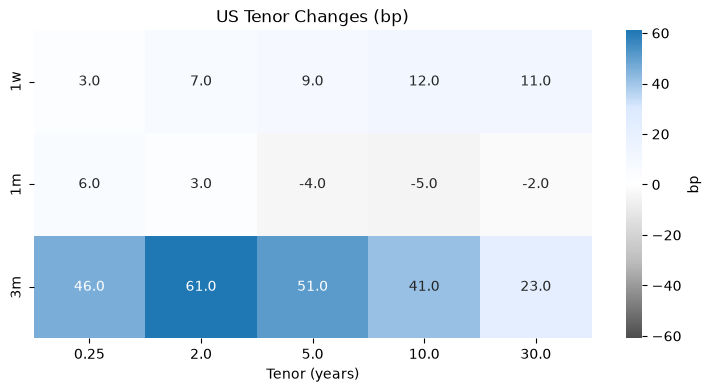 US Tenor Changes (bp)
1w 3.0 7.0 9.0 12.0 11.0
1m 6.0 3.0 -4.0 -5.0 -2.0
3m 46.0 61.0 51.0 41.0 23.0
0.25 2.0 5.0 10.0 30.0
Tenor (years)
60
40
20
0
−20
−40
−60
bp